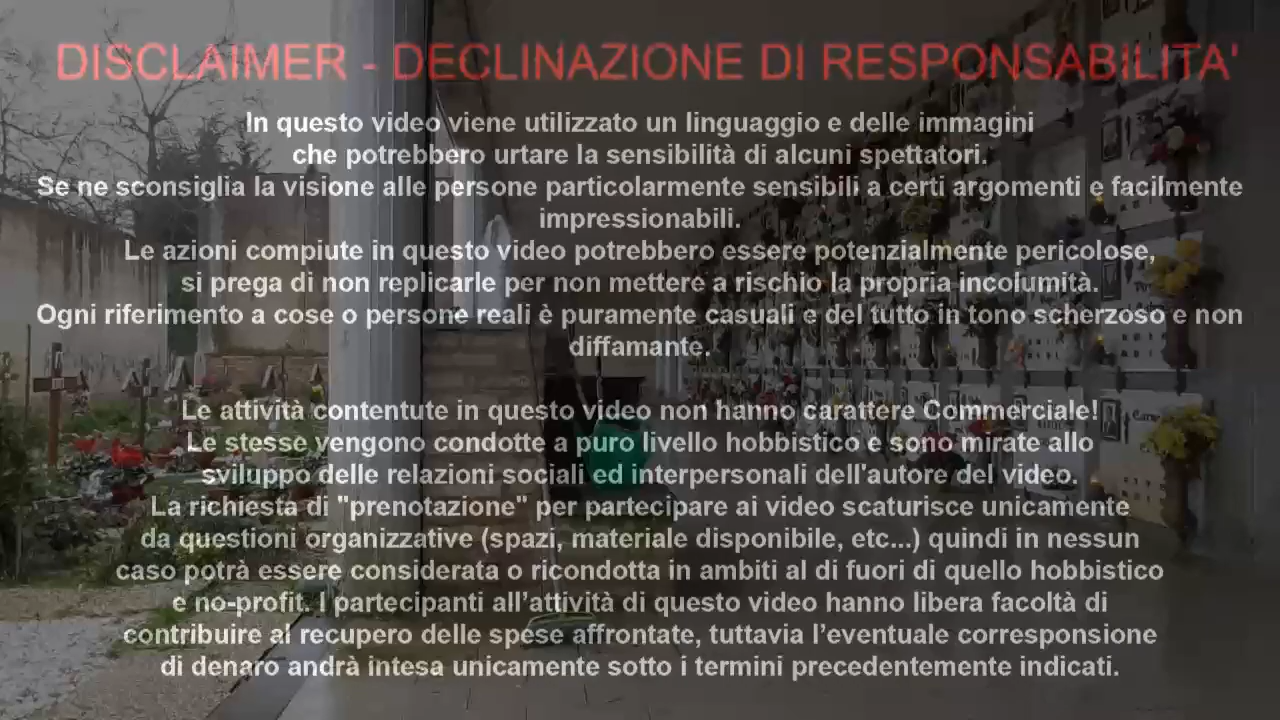 DISCLAIMER - DECLINAZIONE DI RESPONSABILITA'
In questo video viene utilizzato un linguaggio e delle immagini
che potrebbero urtare la sensibilità di alcuni spettatori.
Se ne sconsiglia la visione alle persone particolarmente sensibili a certi argomenti e facilmente
impressionabili.
Le azioni compiute in questo video potrebbero essere potenzialmente pericolose,
si prega di non replicarle per non mettere a rischio la propria incolumità.
Ogni riferimento a cose o persone reali è puramente casuali e del tutto in tono scherzoso e non
diffamante.
Le attività contentute in questo video non hanno carattere Commerciale!
Le stesse vengono condotte a puro livello hobbistico e sono mirate allo
sviluppo delle relazioni sociali ed interpersonali dell'autore del video.
La richiesta di "prenotazione" per partecipare ai video scaturisce unicamente
da questioni organizzative (spazi, materiale disponibile, etc...) quindi in nessun
caso potrà essere considerata o ricondotta in ambiti al di fuori di quello hobbistico
e no-profit. I partecipanti all’attività di questo video hanno libera facoltà di
contribuire al recupero delle spese affrontate, tuttavia l’eventuale corresponsione
di denaro andrà intesa unicamente sotto i termini precedentemente indicati.